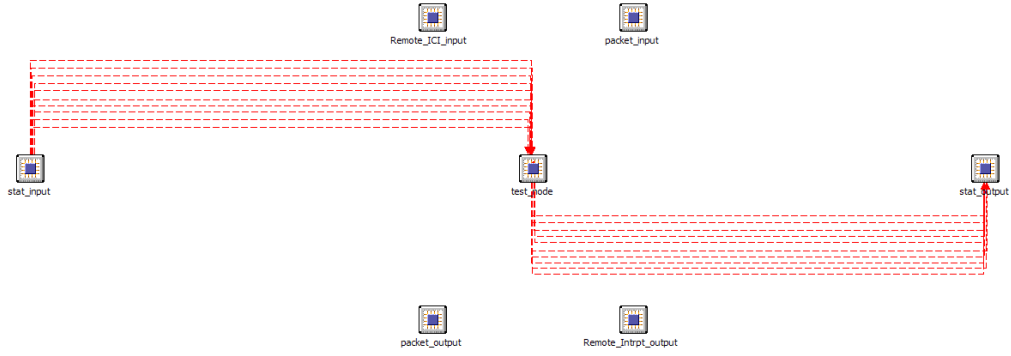 Remote_ICI_input
packet_input
stat_input
test_node
stat_output
packet_output
Remote_Intrpt_output